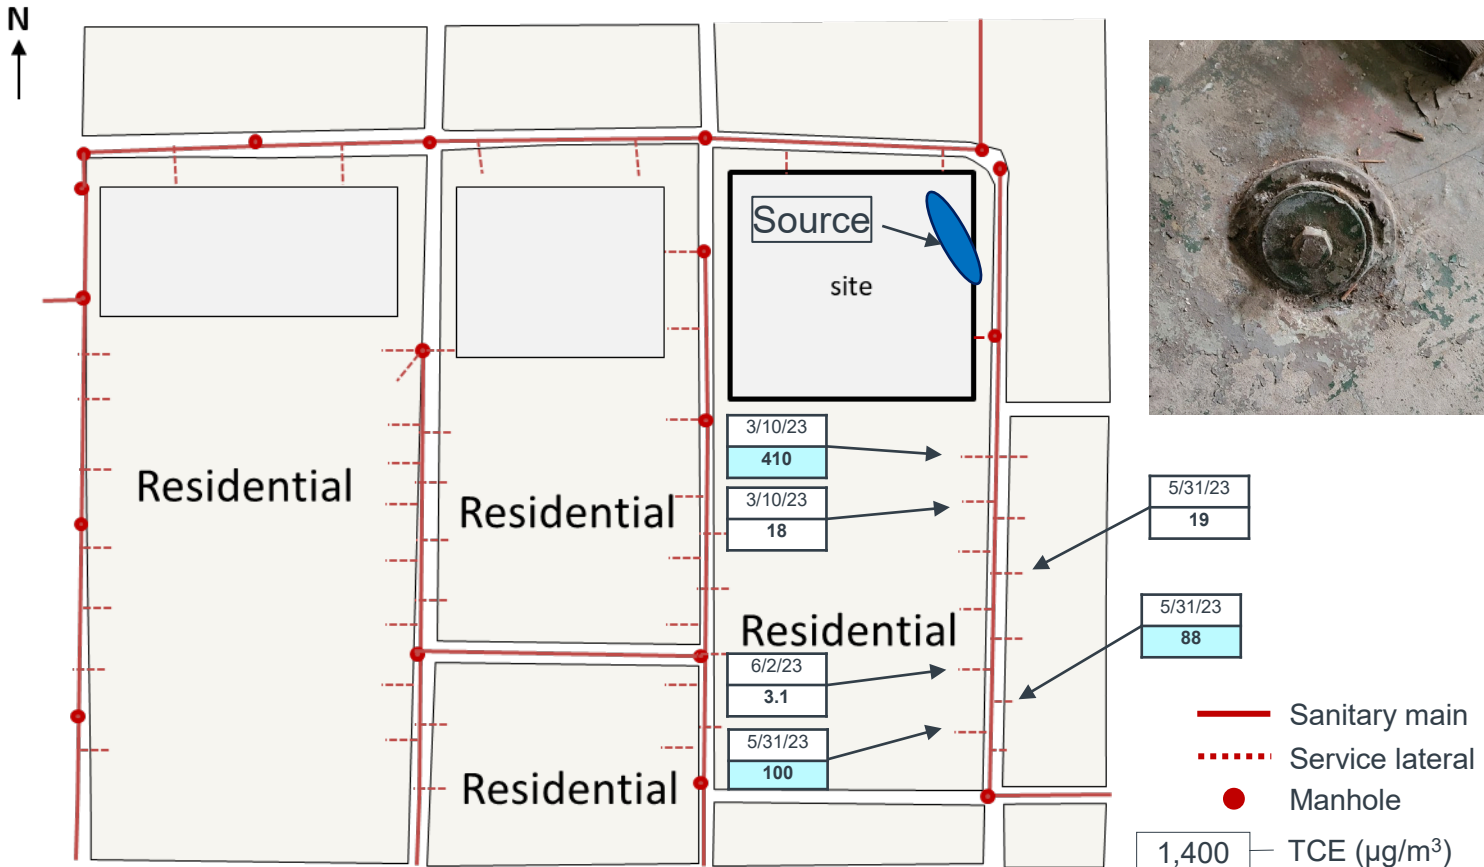 N
Source
site
3/10/23
410
3/10/23
18
5/31/23
19
Residential
Residential
Residential
5/31/23
88
6/2/23
3.1
5/31/23
100
Residential
Sanitary main
Service lateral
Manhole
1,400
TCE (µg/m³)